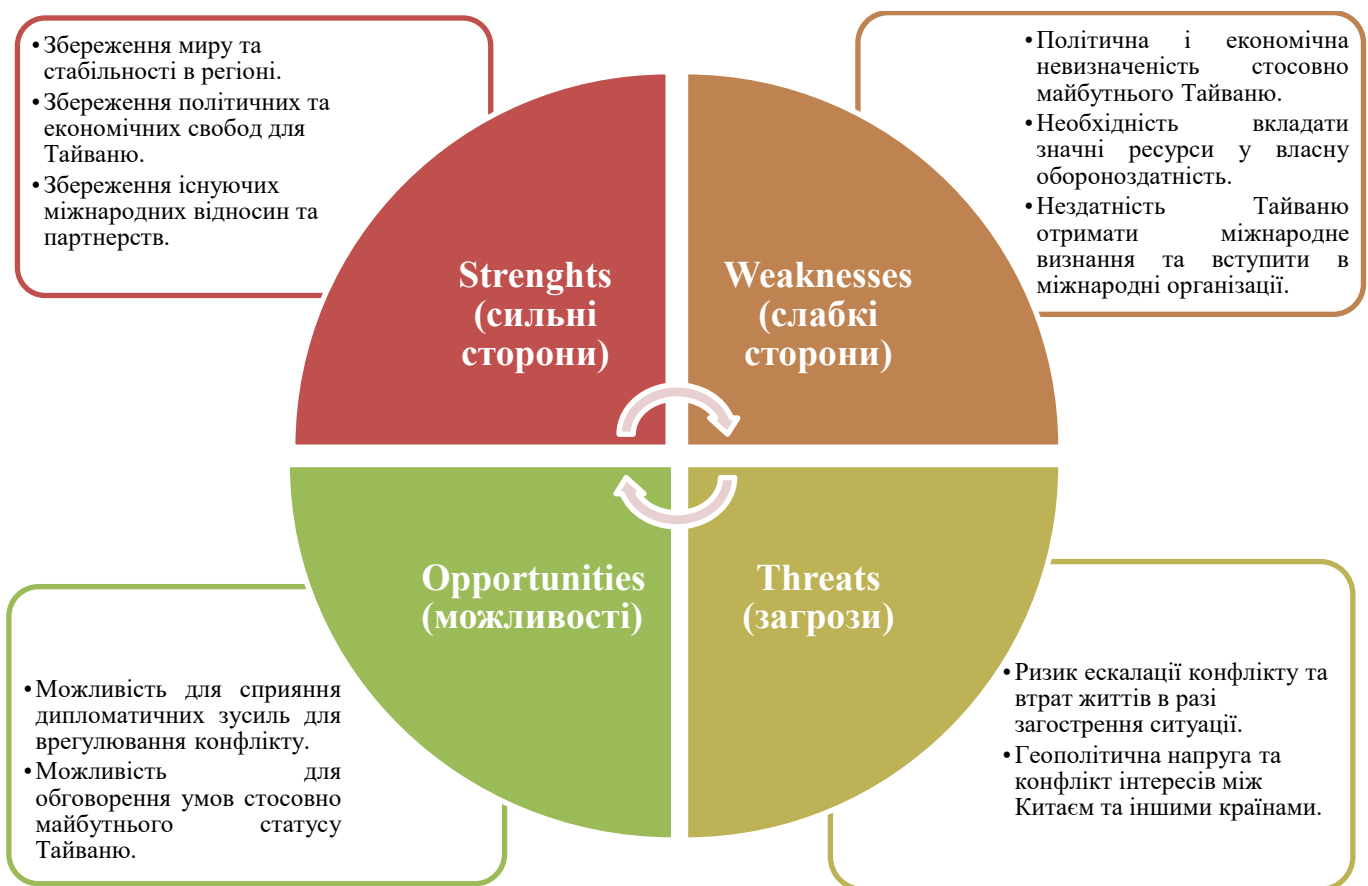 •Збереження миру та
стабільності в регіоні.
•Збереження політичних та
економічних свобод для
Тайваню.
•Збереження існуючих
міжнародних відносин та
партнерств.
Strenghts
(сильні
сторони)
•Політична і економічна
невизначеність стосовно
майбутнього Тайваню.
•Необхідність вкладати
значні ресурси у власну
обороноздатність.
•Нездатність Тайваню
отримати міжнародне
визнання та вступити в
міжнародні організації.
Weaknesses
(слабкі
сторони)
Opportunities
(можливості)
•Можливість для сприяння
дипломатичних зусиль для
врегулювання конфлікту.
•Можливість для
обговорення умов стосовно
майбутнього статусу
Тайваню.
Threats
(загрози)
•Ризик ескалації конфлікту та
втрат життів в разі
загострення ситуації.
•Геополітична напруга та
конфлікт інтересів між
Китаєм та іншими країнами.